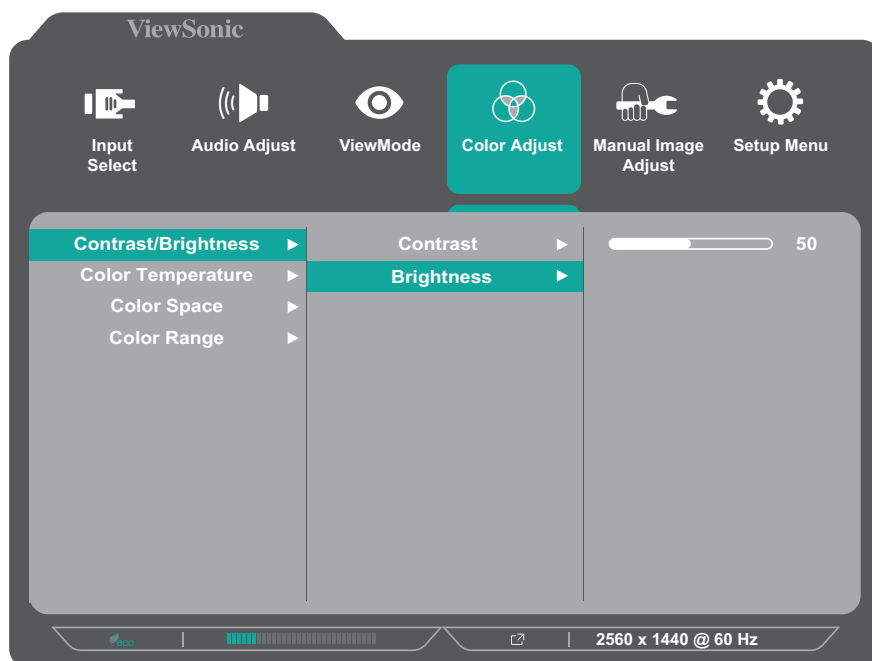 ViewSonic
Input Select
Audio Adjust
ViewMode
Color Adjust
Manual Image Adjust
Setup Menu
Contrast/Brightness
Contrast
50
Color Temperature
Brightness
Color Space
Color Range
eco
2560 x 1440 @ 60 Hz